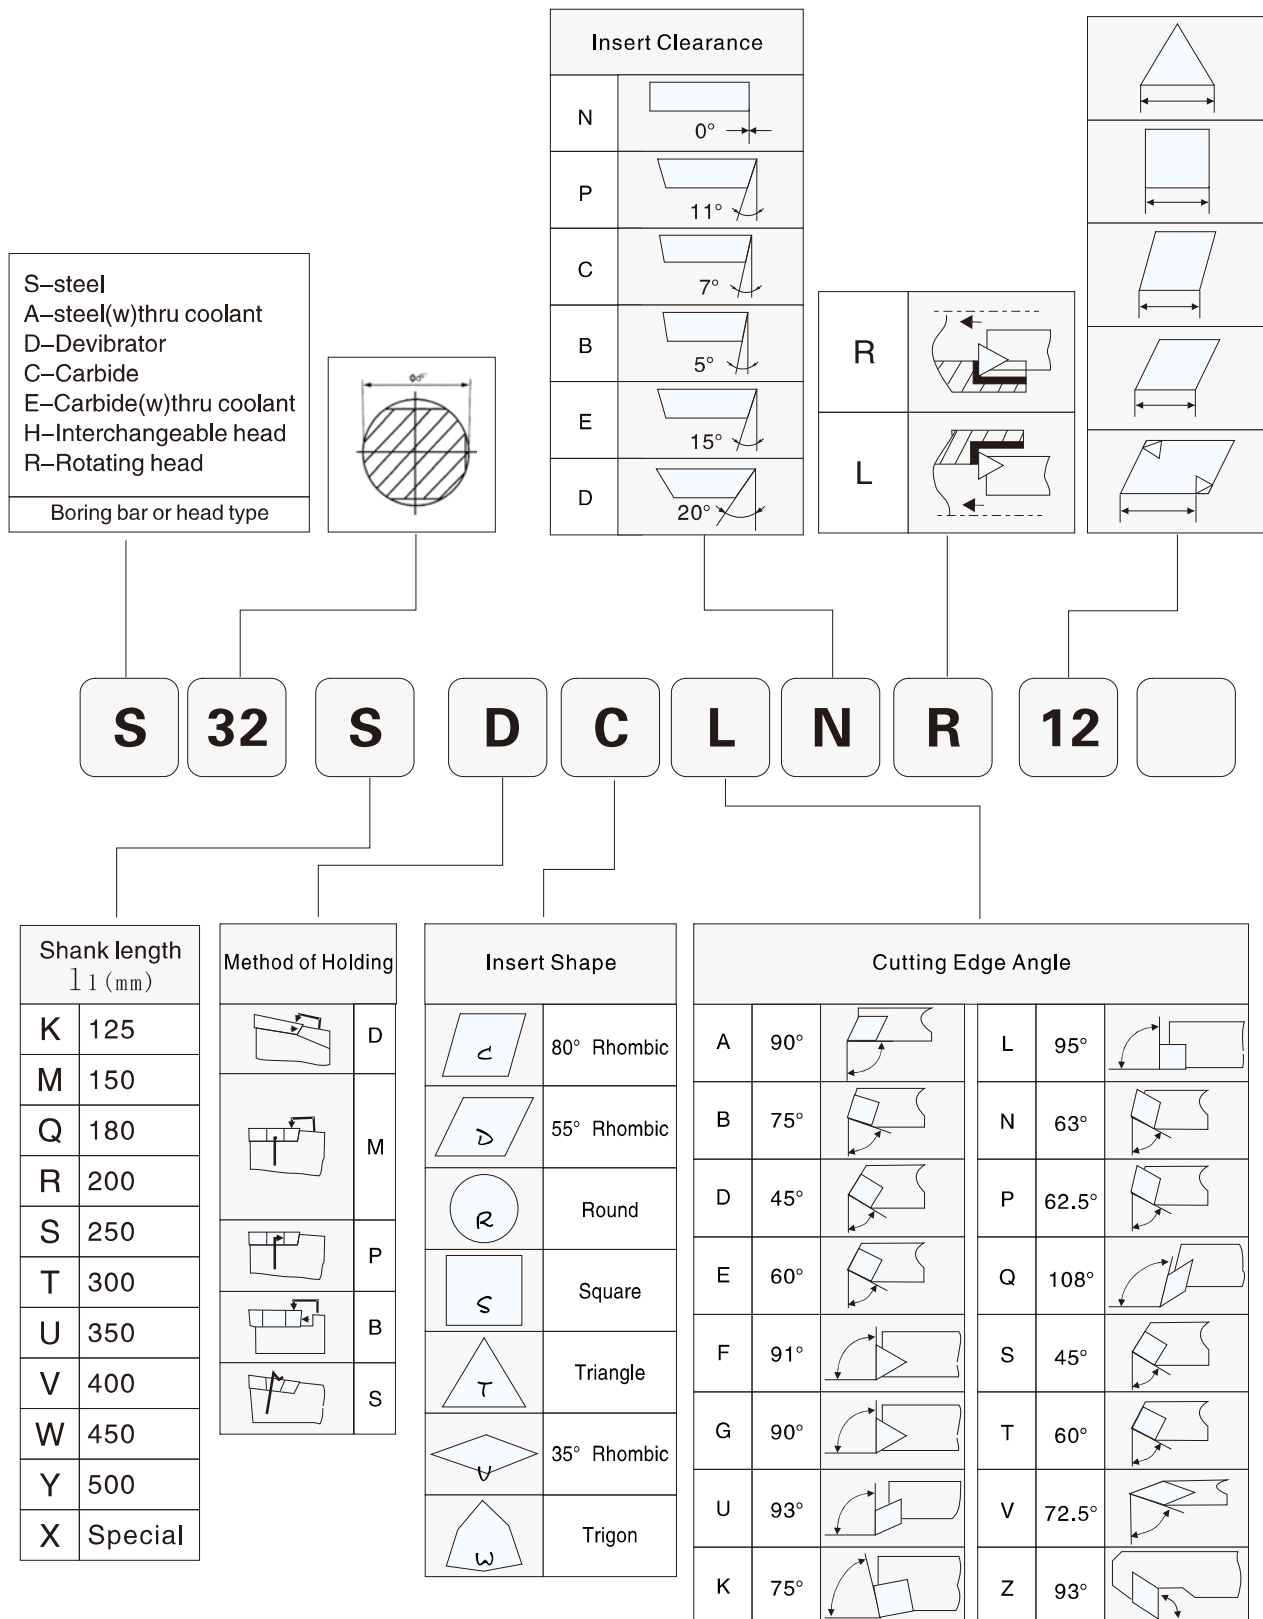 Insert Clearance
N
0°
P
11°
C
7°
B
5°
E
15°
D
20°
S–steel
A–steel(w)thru coolant
D–Devibrator
C–Carbide
E–Carbide(w)thru coolant
H–Interchangeable head
R–Rotating head
Boring bar or head type
R
L
S 32 S D C L N R 12
Shank length
l1(mm)
K 125
M 150
Q 180
R 200
S 250
T 300
U 350
V 400
W 450
Y 500
X Special
Method of Holding
D
M
P
B
S
Insert Shape
C 80° Rhombic
D 55° Rhombic
R Round
S Square
T Triangle
V 35° Rhombic
W Trigon
Cutting Edge Angle
A 90°
B 75°
D 45°
E 60°
F 91°
G 90°
U 93°
K 75°
L 95°
N 63°
P 62.5°
Q 108°
S 45°
T 60°
V 72.5°
Z 93°